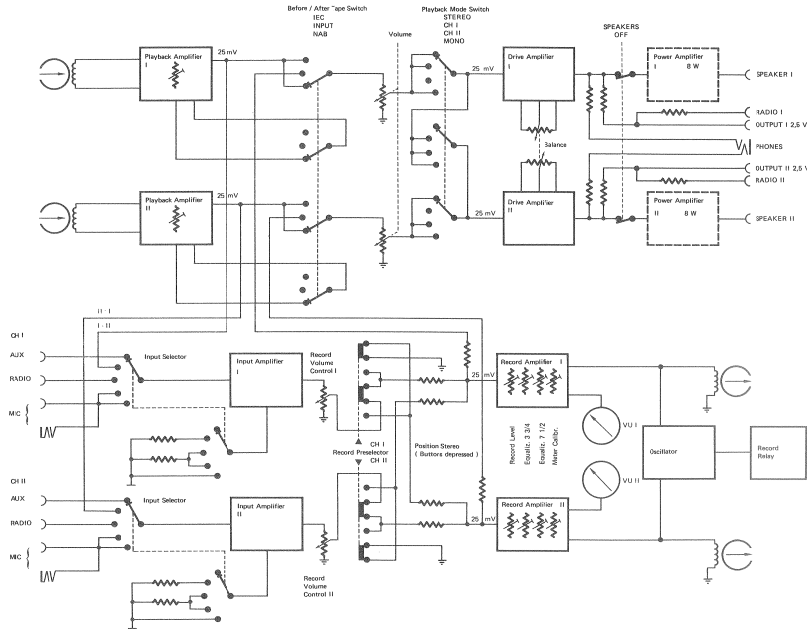 Before / After Tape Switch
IEC
INPUT
NAB
Volume
Playback Mode Switch
STEREO
CH I
CH II
MONO
SPEAKERS
OFF
Playback Amplifier
I
25 mV
25 mV
Drive Amplifier
I
Power Amplifier
I 8 W
SPEAKER I
RADIO I
OUTPUT I 2,5 V
PHONES
Balance
OUTPUT II 2,5 V
RADIO II
Playback Amplifier
II
25 mV
25 mV
Drive Amplifier
II
Power Amplifier
II 8 W
SPEAKER II
II - I
I - II
CH I
AUX
RADIO
MIC
Input Selector
Input Amplifier
I
Record
Volume
Control I
25 mV
Record Amplifier I
Record Level
Equaliz. 3 3/4
Equaliz. 7 1/2
Meter Calibr.
VU I
VU II
Oscillator
Record
Relay
CH I
Record Preselector
CH II
Position Stereo
( Buttons depressed )
CH II
AUX
RADIO
MIC
Input Selector
Input Amplifier
II
Record
Volume
Control II
25 mV
Record Amplifier II